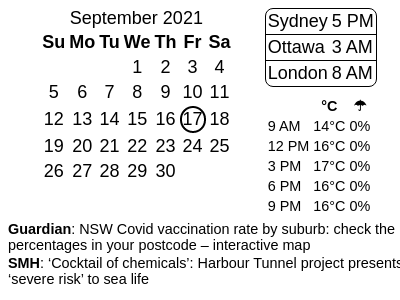 September 2021
Su Mo Tu We Th Fr Sa
1 2 3 4
5 6 7 8 9 10 11
12 13 14 15 16 17 18
19 20 21 22 23 24 25
26 27 28 29 30
Sydney 5 PM
Ottawa 3 AM
London 8 AM
°C ☂
9 AM 14°C 0%
12 PM 16°C 0%
3 PM 17°C 0%
6 PM 16°C 0%
9 PM 16°C 0%
Guardian: NSW Covid vaccination rate by suburb: check the
percentages in your postcode – interactive map
SMH: ‘Cocktail of chemicals’: Harbour Tunnel project presents
‘severe risk’ to sea life